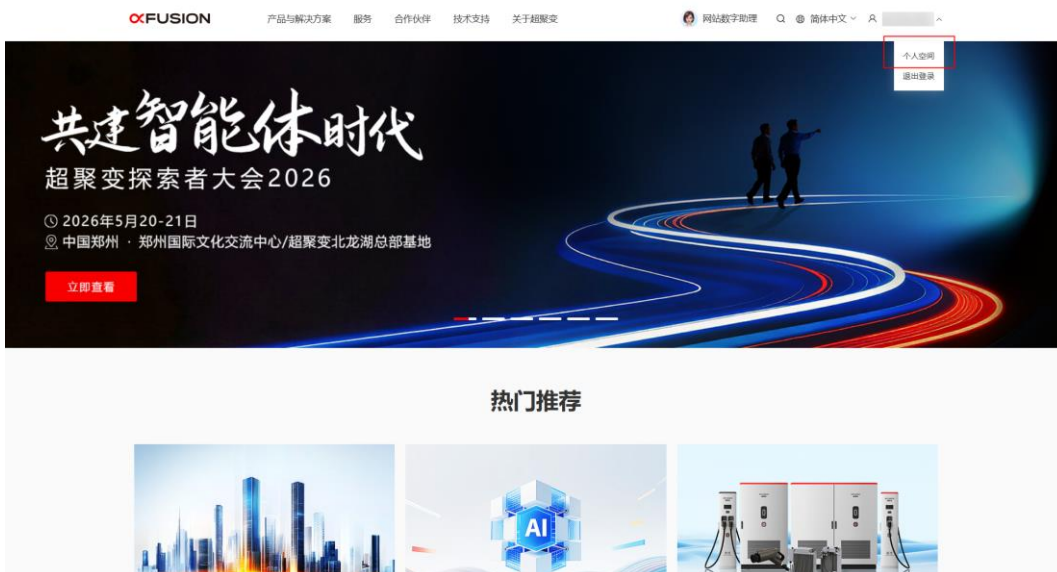 XFUSION 产品与解决方案 服务 合作伙伴 技术支持 关于超聚变 网站数字助理 简体中文
个人空间
退出登录
共建智能体时代
超聚变探索者大会2026
2026年5月20-21日
中国郑州 · 郑州国际文化交流中心/超聚变北龙湖总部基地
立即查看
热门推荐
AI